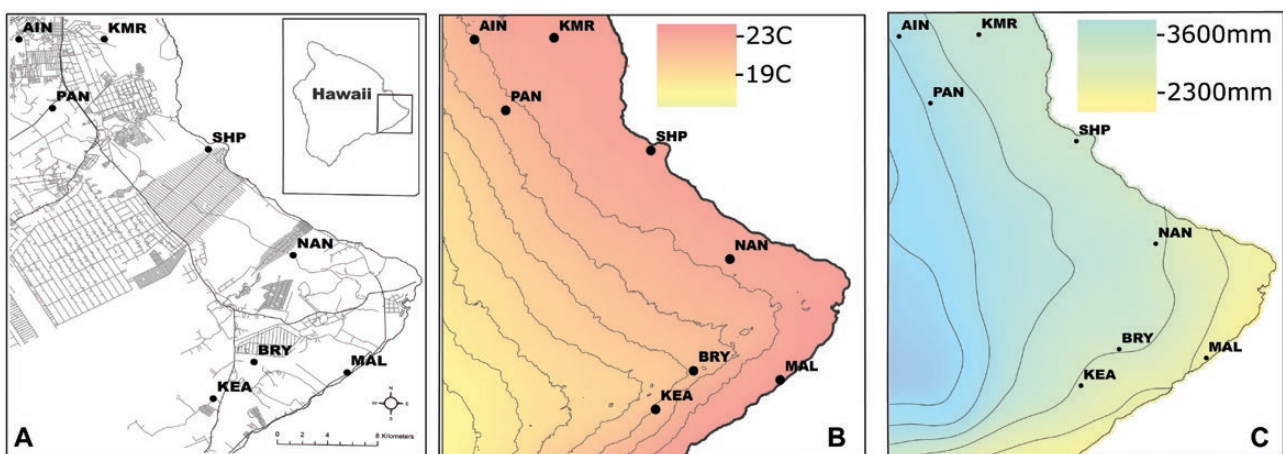 AIN
KMR
PAN
Hawaii
SHP
NAN
BRY
MAL
KEA
N
W
E
S
0 2 4 8 Kilometers
A
AIN
KMR
-23C
-19C
PAN
SHP
NAN
BRY
MAL
KEA
B
AIN
KMR
-3600mm
-2300mm
PAN
SHP
NAN
BRY
MAL
KEA
C